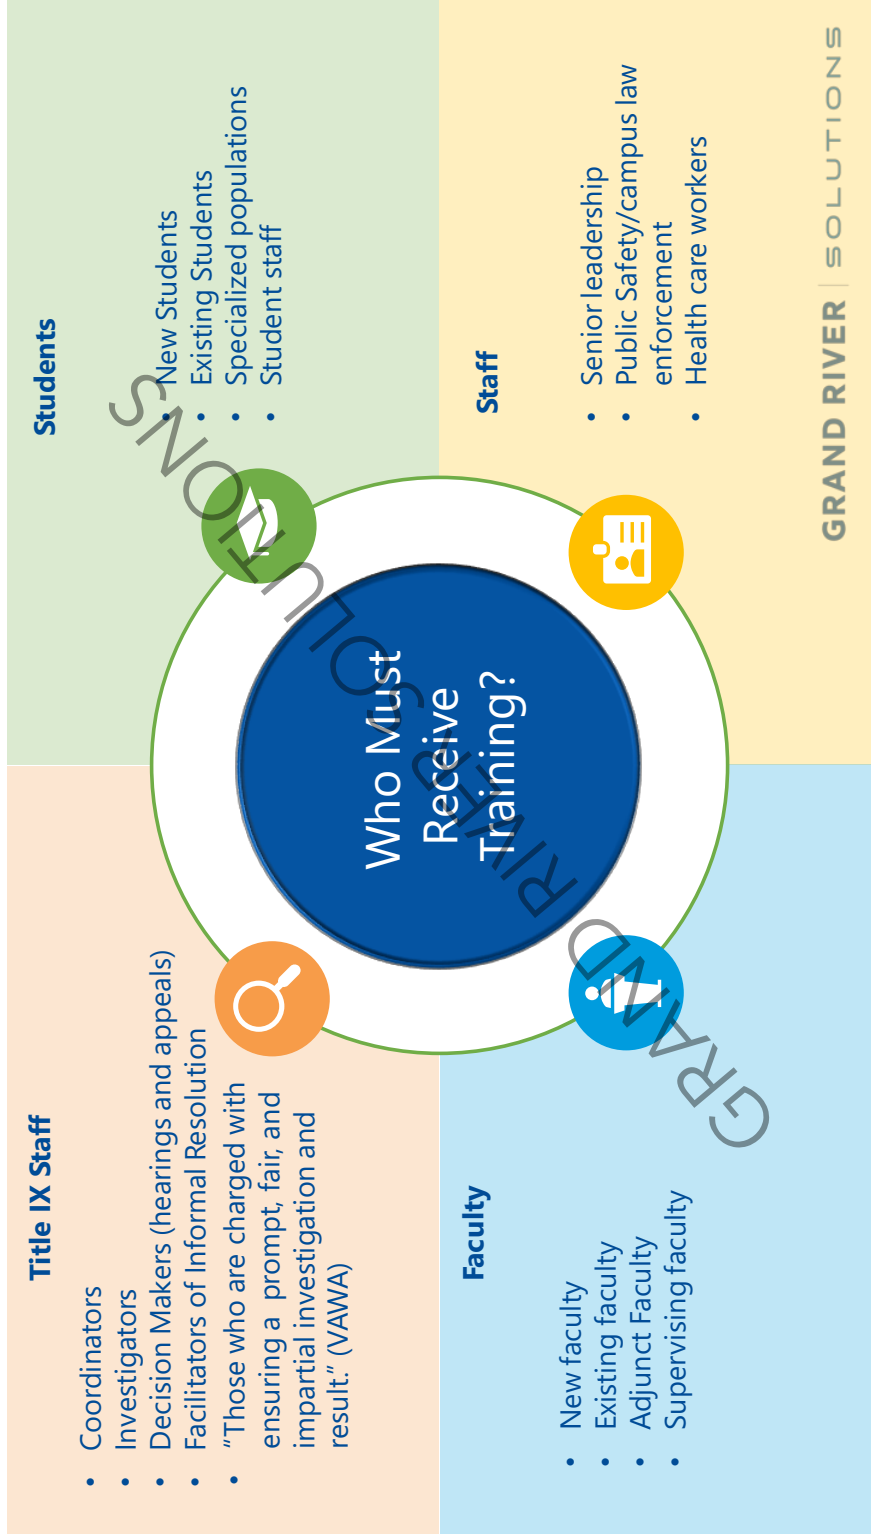 Title IX Staff
• Coordinators
• Investigators
• Decision Makers (hearings and appeals)
• Facilitators of Informal Resolution
• “Those who are charged with
ensuring a prompt, fair, and
impartial investigation and
result.” (VAWA)
Students
• New Students
• Existing Students
• Specialized populations
• Student staff
Who Must
Receive
Training?
Faculty
• New faculty
• Existing faculty
• Adjunct Faculty
• Supervising faculty
Staff
• Senior leadership
• Public Safety/campus law
enforcement
• Health care workers
GRAND RIVER SOLUTIONS
GRAND RIVER | SOLUTIONS